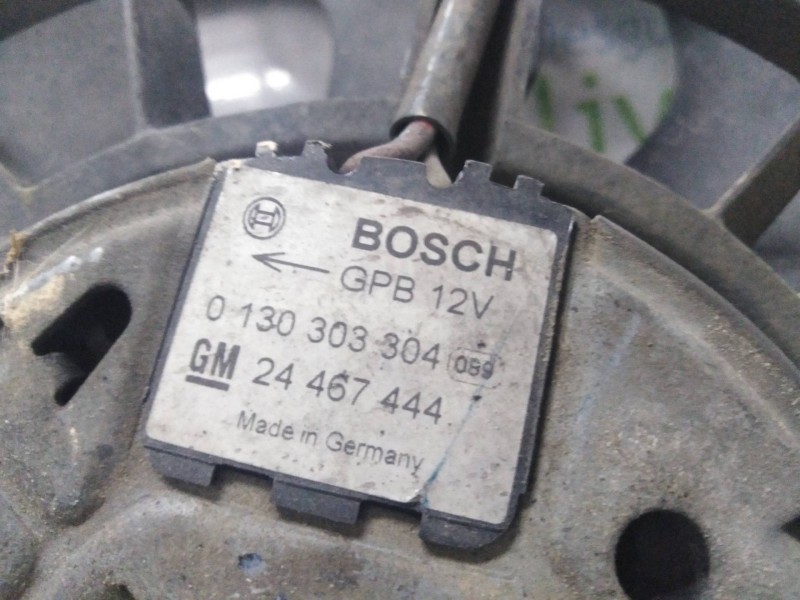 BOSCH
← GPB 12V
0 130 303 304 089
GM 24 467 444
Made in Germany